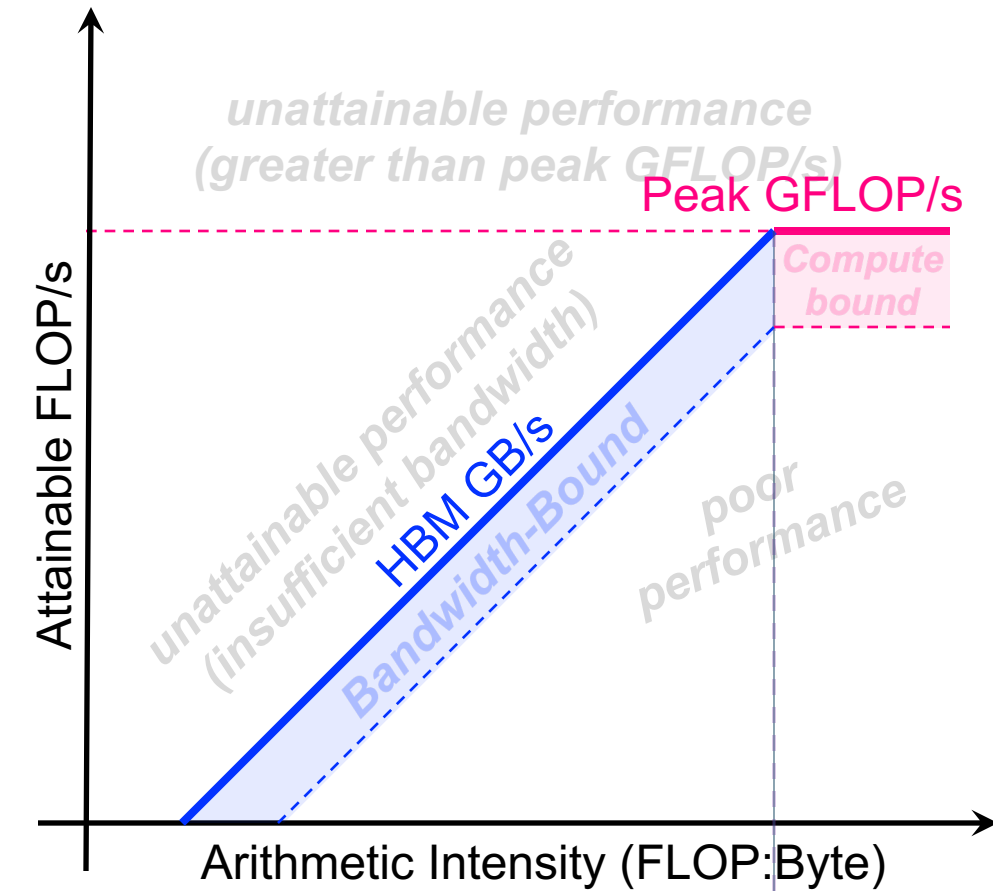 unattainable performance
(greater than peak GFLOP/s)
Peak GFLOP/s
Compute
bound
unattainable performance
(insufficient bandwidth)
HBM GB/s
Bandwidth-Bound
poor
performance
Attainable FLOP/s
Arithmetic Intensity (FLOP:Byte)